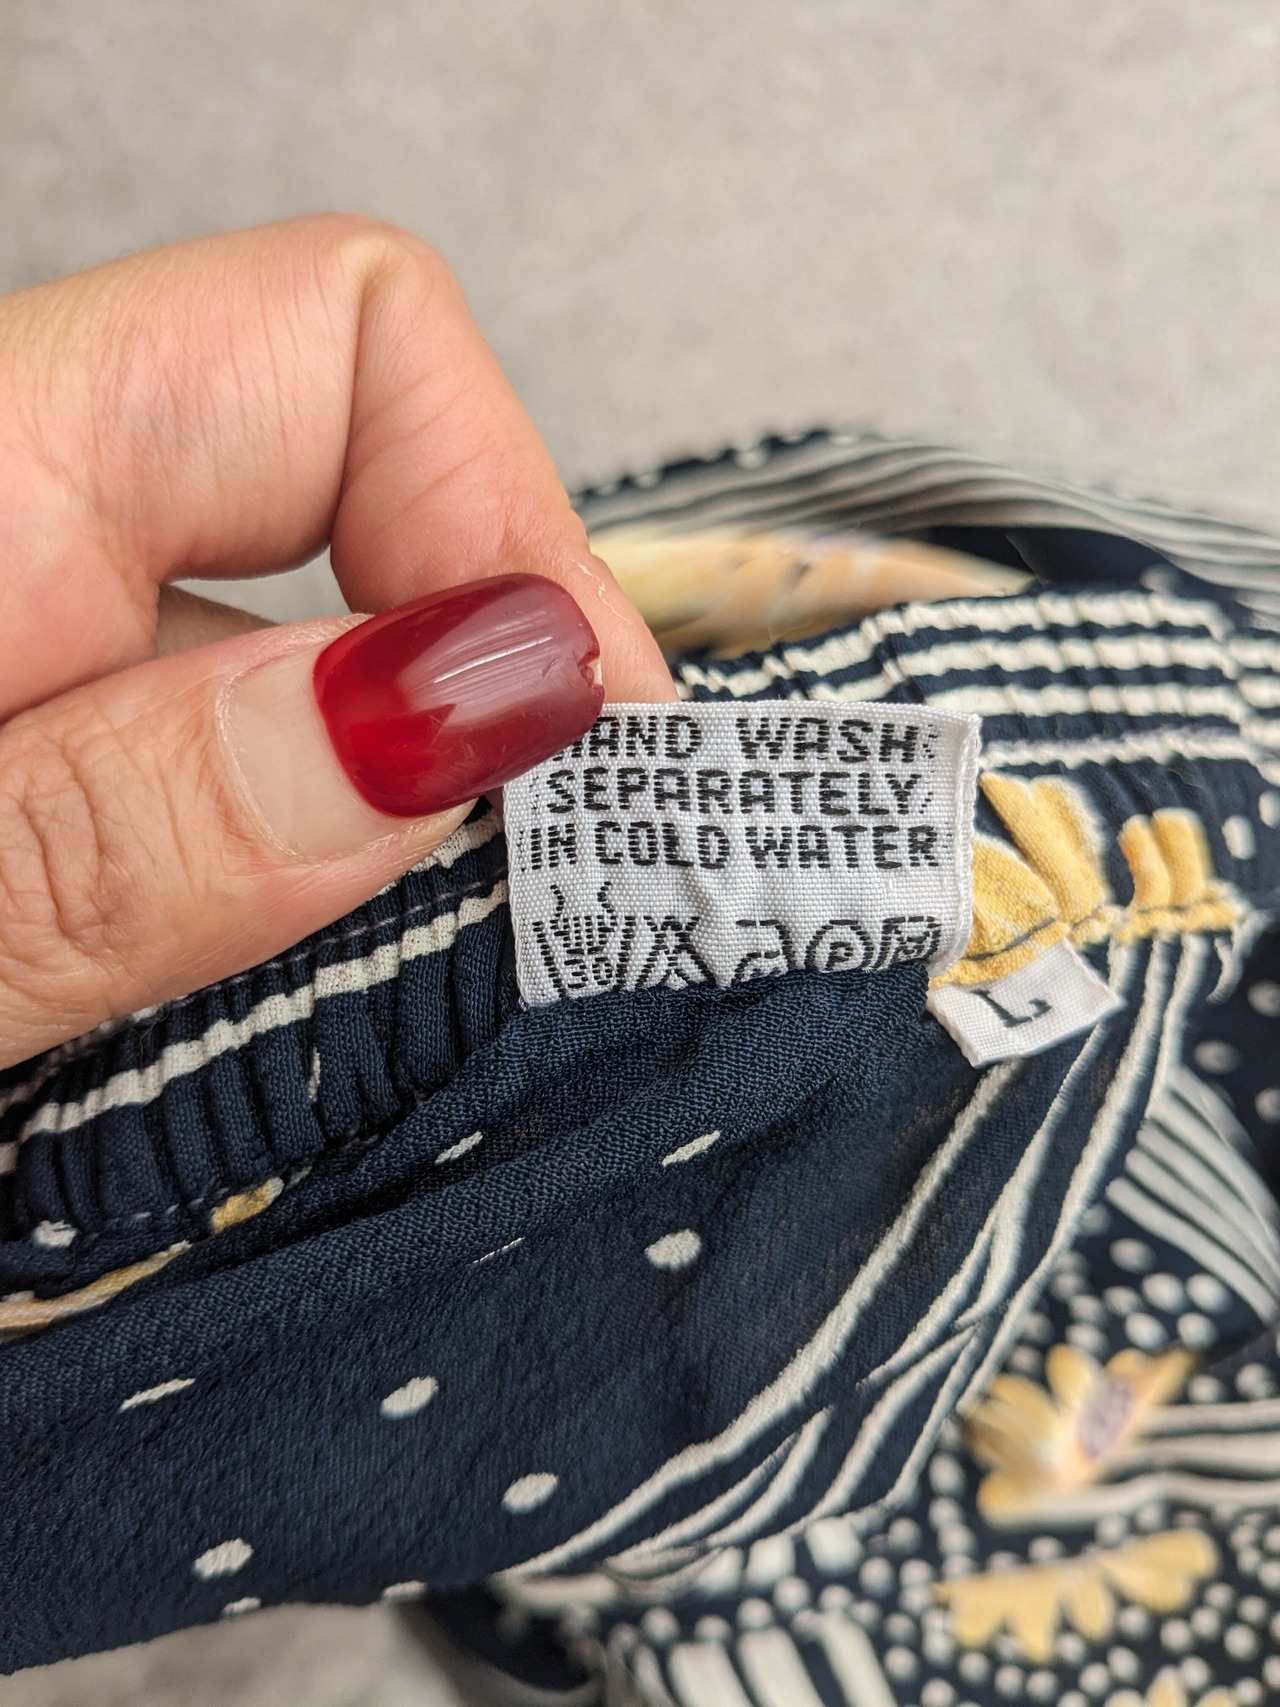 HAND WASH
SEPARATELY
IN COLD WATER
30
P
L